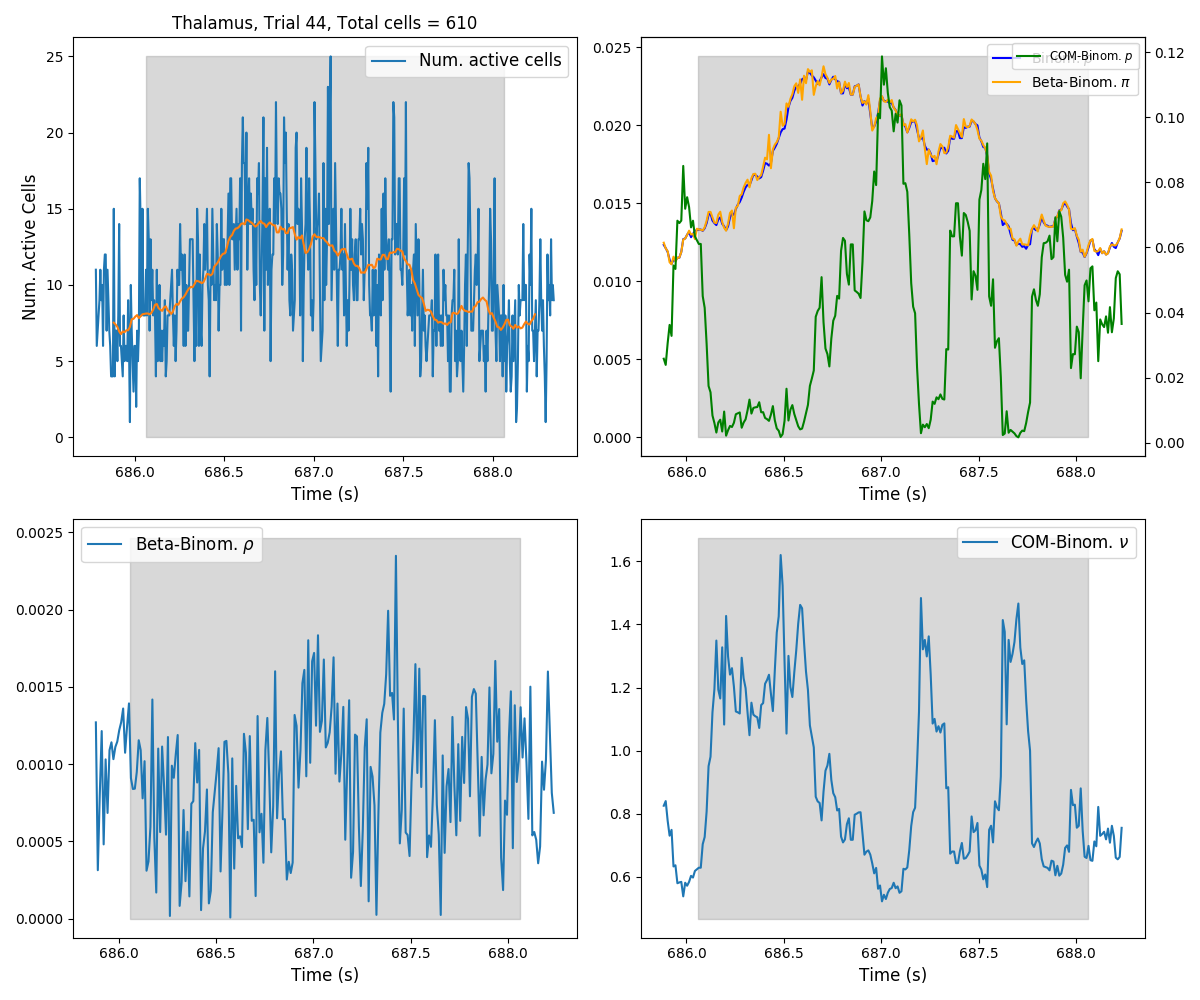 Thalamus, Trial 44, Total cells = 610
Num. Active Cells
25
20
15
10
5
0
Num. active cells
686.0 686.5 687.0 687.5 688.0
Time (s)
0.025
0.020
0.015
0.010
0.005
0.000
COM-Binom. p
Beta-Binom. π
0.12
0.10
0.08
0.06
0.04
0.02
0.00
686.0 686.5 687.0 687.5 688.0
Time (s)
0.0025
0.0020
0.0015
0.0010
0.0005
0.0000
Beta-Binom. ρ
686.0 686.5 687.0 687.5 688.0
Time (s)
1.6
1.4
1.2
1.0
0.8
0.6
COM-Binom. ν
686.0 686.5 687.0 687.5 688.0
Time (s)